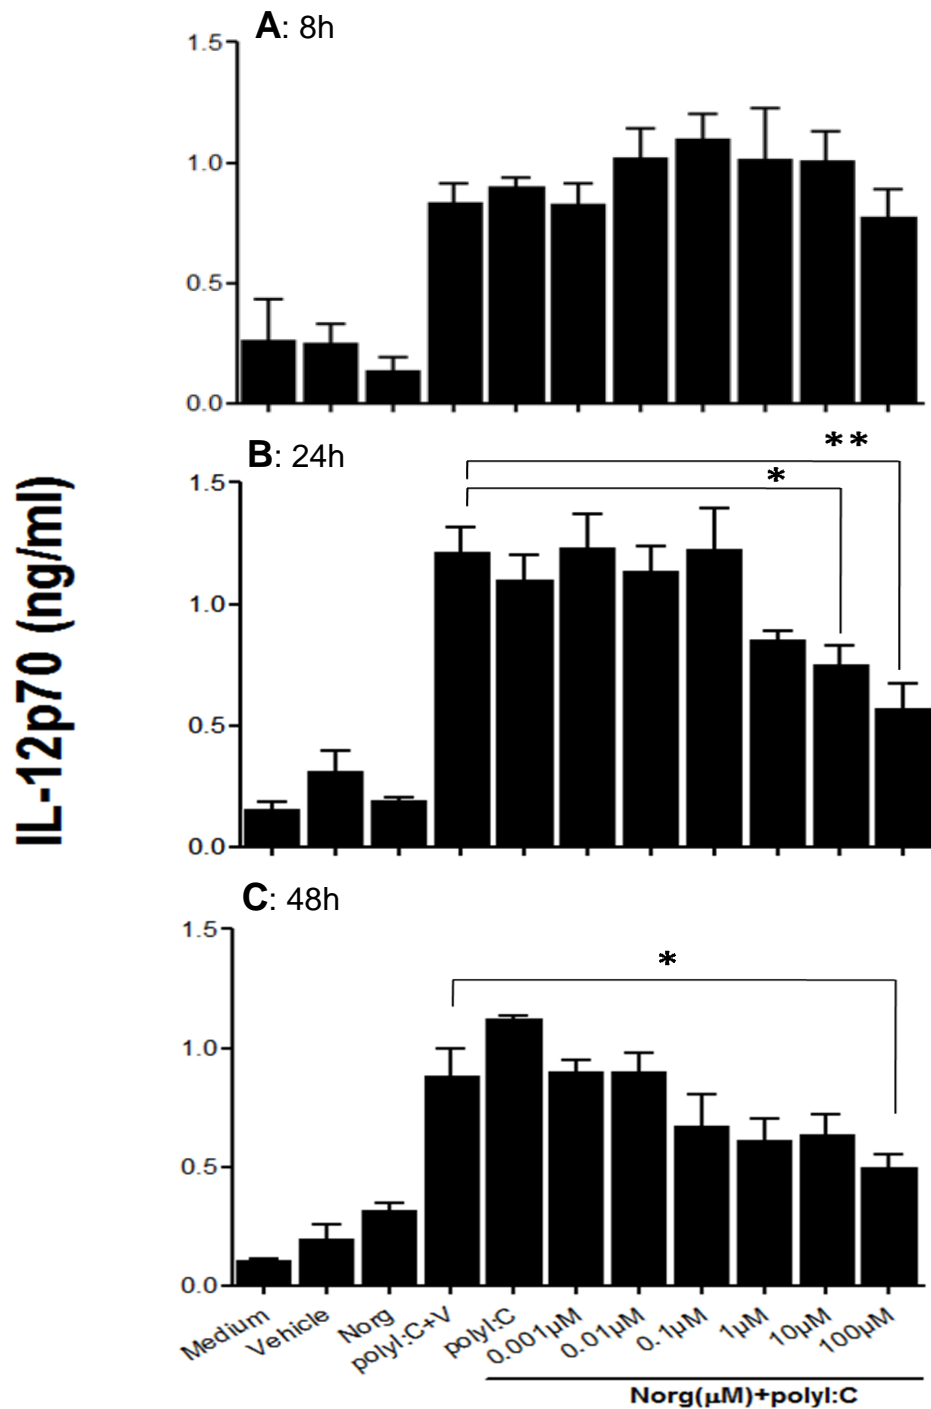 A: 8h
1.5
1.0
0.5
0.0
IL-12p70 (ng/ml)
B: 24h
**
*
1.5
1.0
0.5
0.0
C: 48h
*
1.5
1.0
0.5
0.0
Medium
Vehicle
Norg
polyI:C+V
polyI:C
0.001µM
0.01µM
0.1µM
1µM
10µM
100µM
Norg(µM)+polyI:C